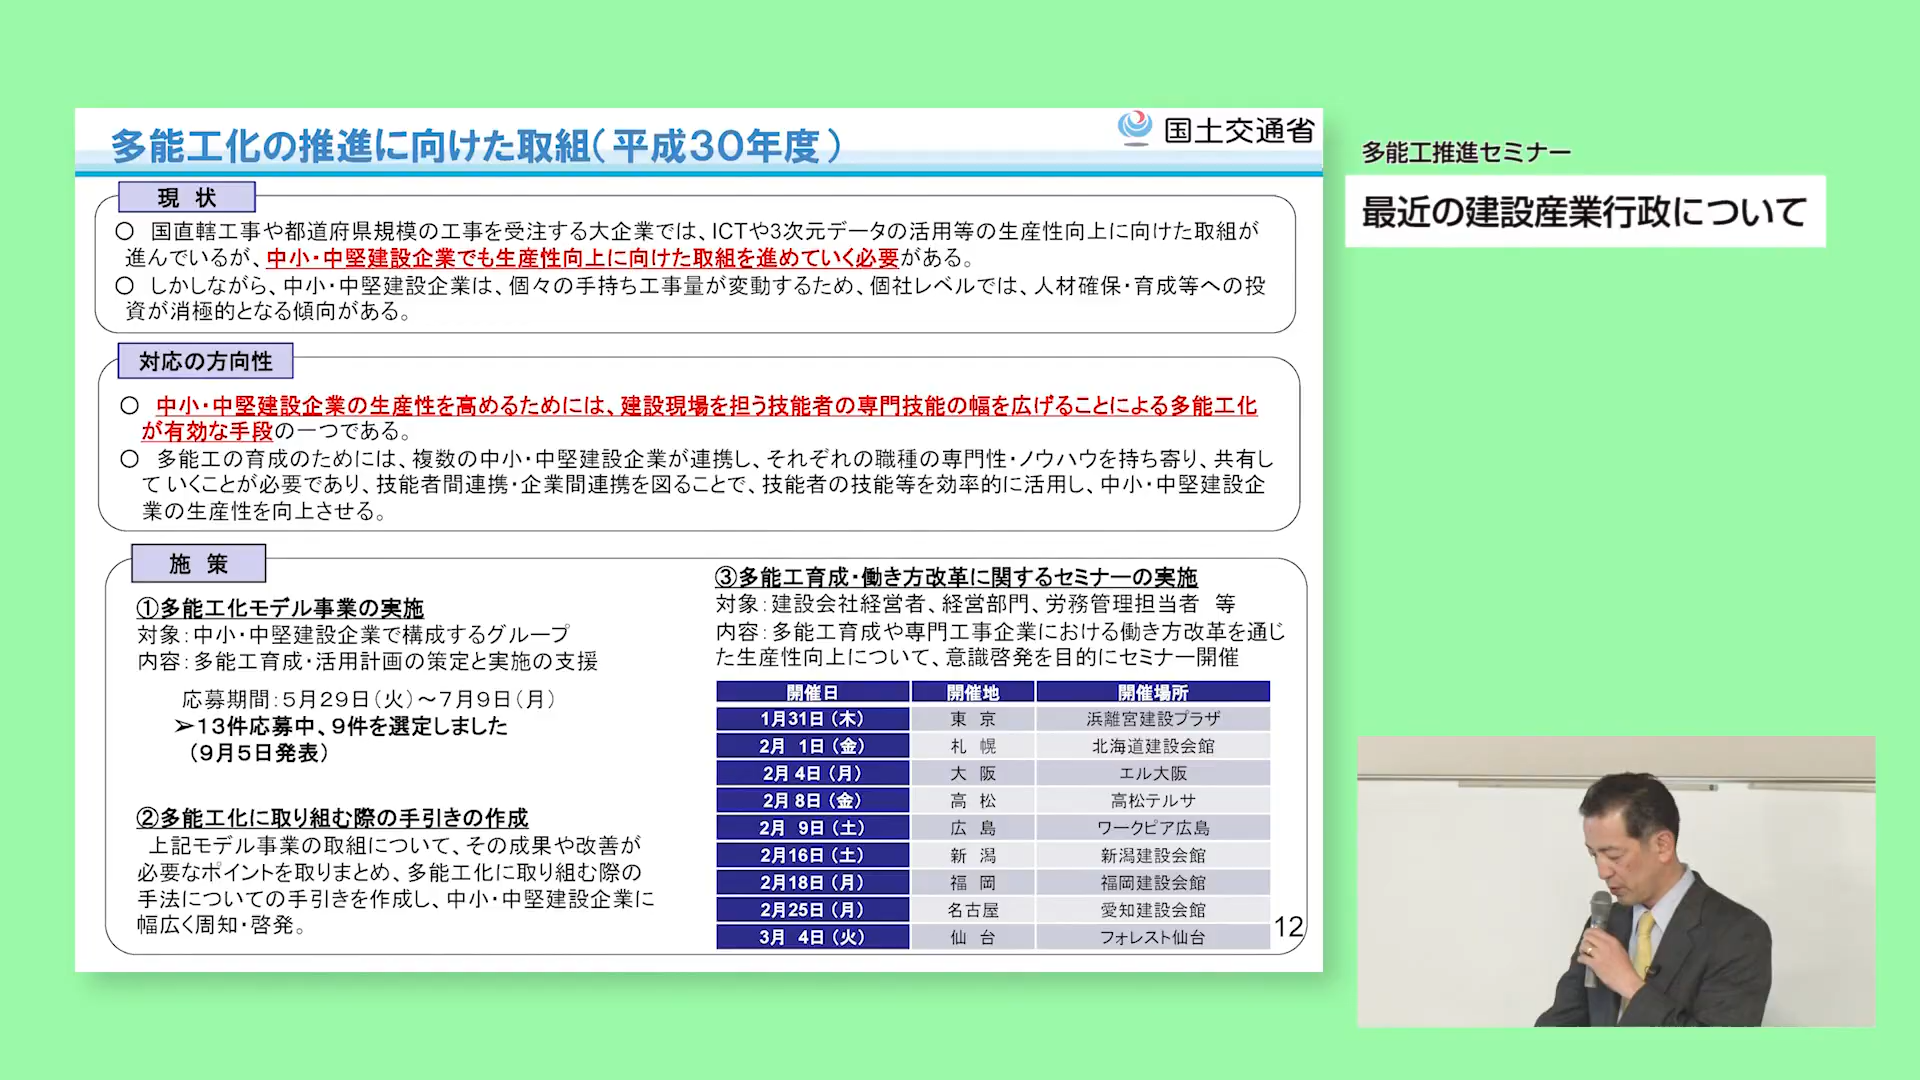 多能工化の推進に向けた取組(平成30年度)
国土交通省
現 状
○ 国直轄工事や都道府県規模の工事を受注する大企業では、ICTや3次元データの活用等の生産性向上に向けた取組が
進んでいるが、中小・中堅建設企業でも生産性向上に向けた取組を進めていく必要がある。
○ しかしながら、中小・中堅建設企業は、個々の手持ち工事量が変動するため、個社レベルでは、人材確保・育成等への投
資が消極的となる傾向がある。
対応の方向性
○ 中小・中堅建設企業の生産性を高めるためには、建設現場を担う技能者の専門技能の幅を広げることによる多能工化
が有効な手段の一つである。
○ 多能工の育成のためには、複数の中小・中堅建設企業が連携し、それぞれの職種の専門性・ノウハウを持ち寄り、共有し
て いくことが必要であり、技能者間連携・企業間連携を図ることで、技能者の技能等を効率的に活用し、中小・中堅建設企
業の生産性を向上させる。
施 策
①多能工化モデル事業の実施
対象：中小・中堅建設企業で構成するグループ
内容：多能工育成・活用計画の策定と実施の支援
応募期間：5月29日(火)～7月9日(月)
➢13件応募中、9件を選定しました
(9月5日発表)
②多能工化に取り組む際の手引きの作成
上記モデル事業の取組について、その成果や改善が
必要なポイントを取りまとめ、多能工化に取り組む際の
手法についての手引きを作成し、中小・中堅建設企業に
幅広く周知・啓発。
③多能工育成・働き方改革に関するセミナーの実施
対象：建設会社経営者、経営部門、労務管理担当者 等
内容：多能工育成や専門工事企業における働き方改革を通じ
た生産性向上について、意識啓発を目的にセミナー開催
開催日 開催地 開催場所
1月31日(木) 東 京 浜離宮建設プラザ
2月 1日(金) 札 幌 北海道建設会館
2月 4日(月) 大 阪 エル大阪
2月 8日(金) 高 松 高松テルサ
2月 9日(土) 広 島 ワークピア広島
2月16日(土) 新 潟 新潟建設会館
2月18日(月) 福 岡 福岡建設会館
2月25日(月) 名古屋 愛知建設会館
3月 4日(火) 仙 台 フォレスト仙台
12
多能工推進セミナー
最近の建設産業行政について